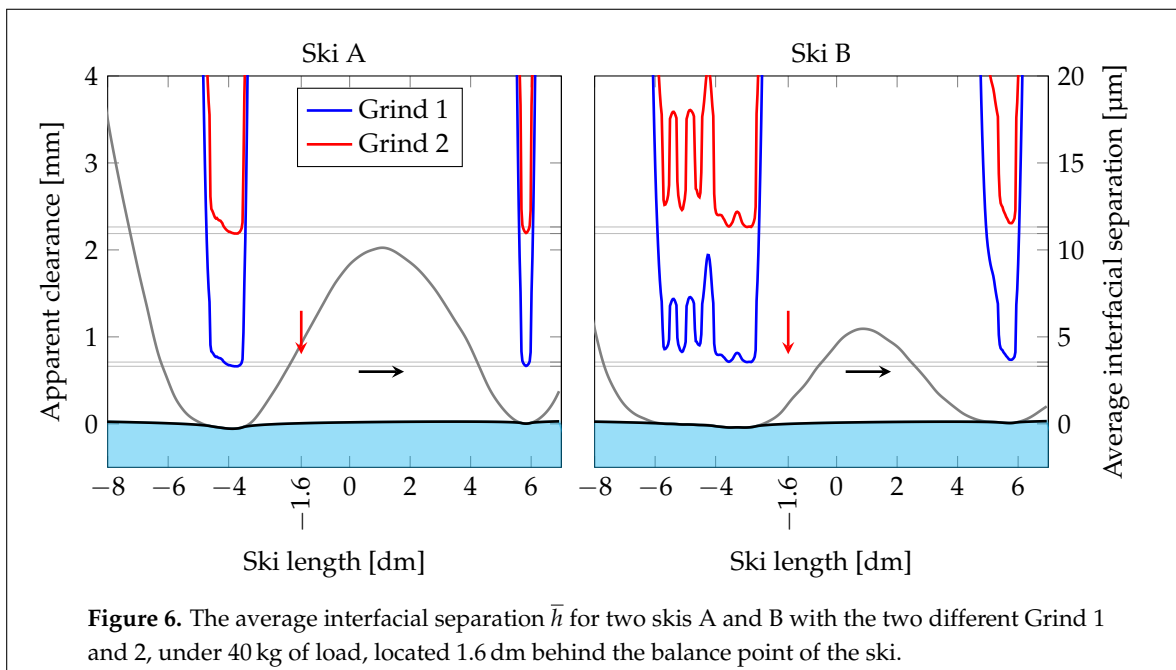 Ski A
Ski B
Grind 1
Grind 2
Apparent clearance [mm]
4
3
2
1
0
20
15
10
5
0
Average interfacial separation [µm]
−8 −6 −4 −1.6 0 2 4 6
−8 −6 −4 −1.6 0 2 4 6
Ski length [dm]
Ski length [dm]
Figure 6. The average interfacial separation h̅ for two skis A and B with the two different Grind 1
and 2, under 40 kg of load, located 1.6 dm behind the balance point of the ski.